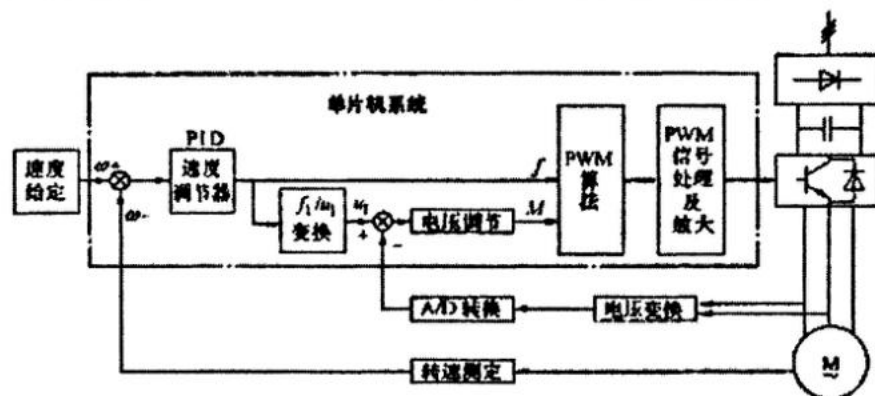 单片机系统
PID
速度
给定
ω+
ω-
速度
调节器
f
PWM
算法
PWM
信号
处理
及
放大
f₁/u₁
变换
u₁
+
-
电压调节
M
A/D转换
电压变换
转速测定
M
~